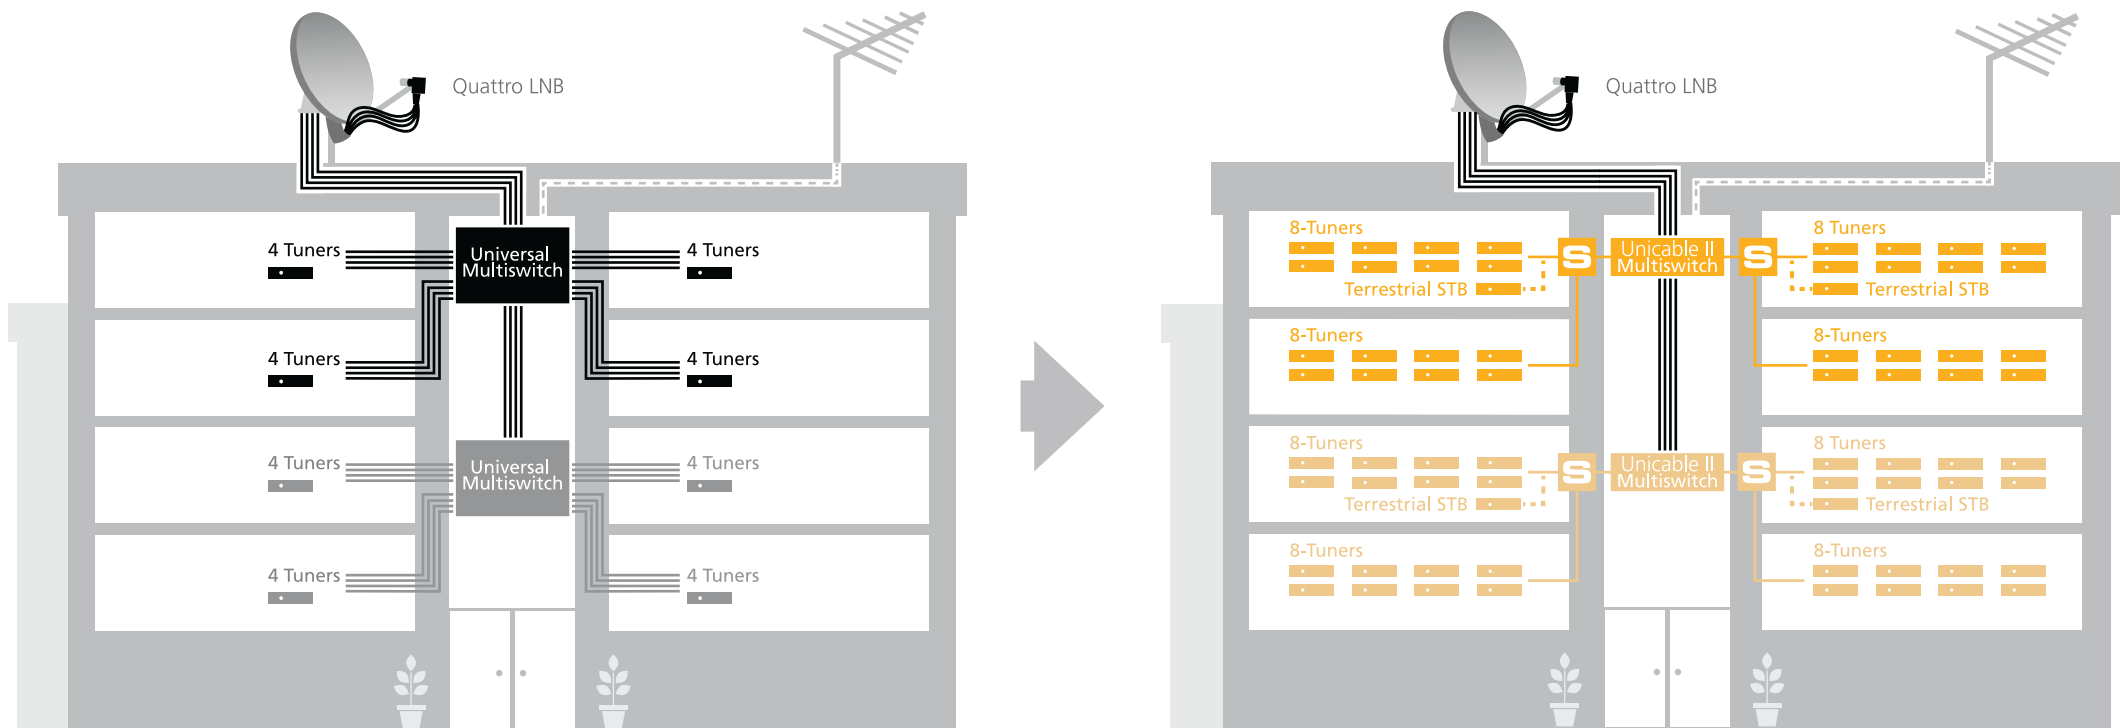 Quattro LNB
4 Tuners
Universal
Multiswitch
4 Tuners
4 Tuners
4 Tuners
4 Tuners
Universal
Multiswitch
4 Tuners
4 Tuners
4 Tuners
Quattro LNB
8-Tuners
S
Unicable II
Multiswitch
S
8 Tuners
Terrestrial STB
Terrestrial STB
8-Tuners
8-Tuners
8-Tuners
S
Unicable II
Multiswitch
S
8 Tuners
Terrestrial STB
Terrestrial STB
8-Tuners
8-Tuners